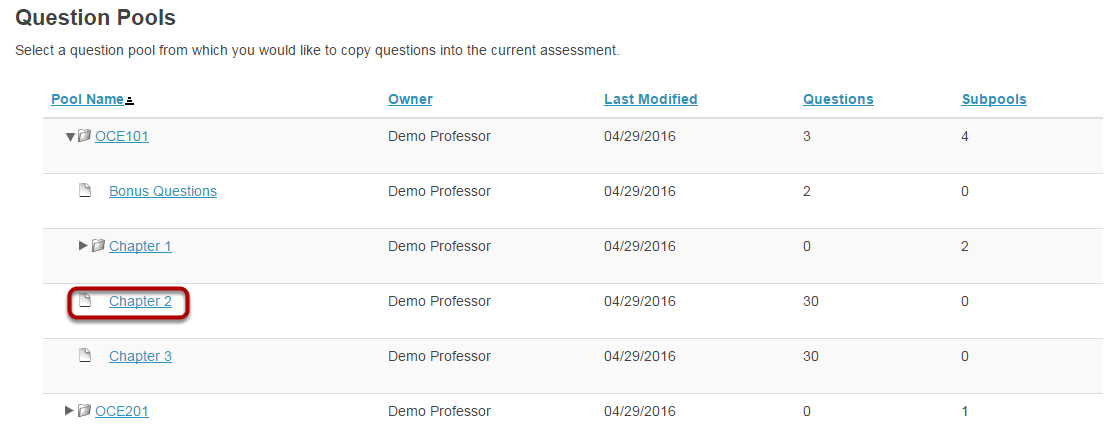 Question Pools
Select a question pool from which you would like to copy questions into the current assessment.
Pool Name Owner Last Modified Questions Subpools
OCE101 Demo Professor 04/29/2016 3 4
Bonus Questions Demo Professor 04/29/2016 2 0
Chapter 1 Demo Professor 04/29/2016 0 2
Chapter 2 Demo Professor 04/29/2016 30 0
Chapter 3 Demo Professor 04/29/2016 30 0
OCE201 Demo Professor 04/29/2016 0 1